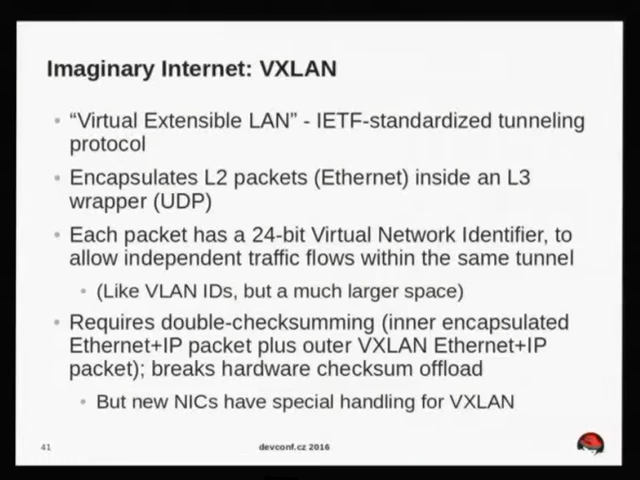 Imaginary Internet: VXLAN
• “Virtual Extensible LAN” - IETF-standardized tunneling
protocol
• Encapsulates L2 packets (Ethernet) inside an L3
wrapper (UDP)
• Each packet has a 24-bit Virtual Network Identifier, to
allow independent traffic flows within the same tunnel
• (Like VLAN IDs, but a much larger space)
• Requires double-checksumming (inner encapsulated
Ethernet+IP packet plus outer VXLAN Ethernet+IP
packet); breaks hardware checksum offload
• But new NICs have special handling for VXLAN
41
devconf.cz 2016